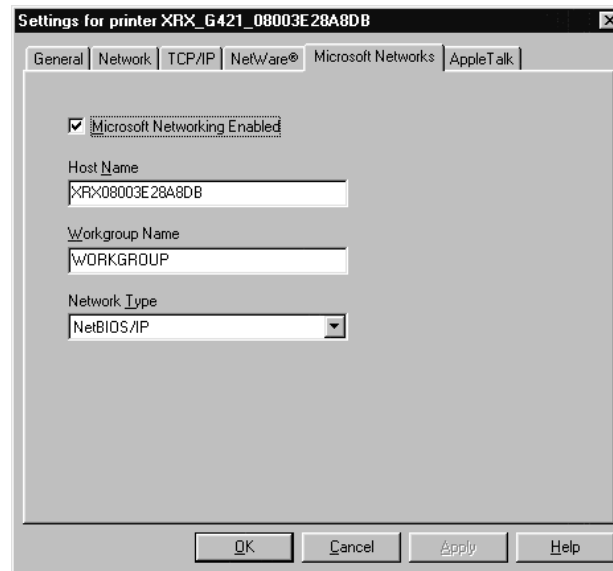 Settings for printer XRX_G421_08003E28A8DB
General Network TCP/IP NetWare® Microsoft Networks AppleTalk
Microsoft Networking Enabled
Host Name
XRX08003E28A8DB
Workgroup Name
WORKGROUP
Network Type
NetBIOS/IP
OK Cancel Apply Help